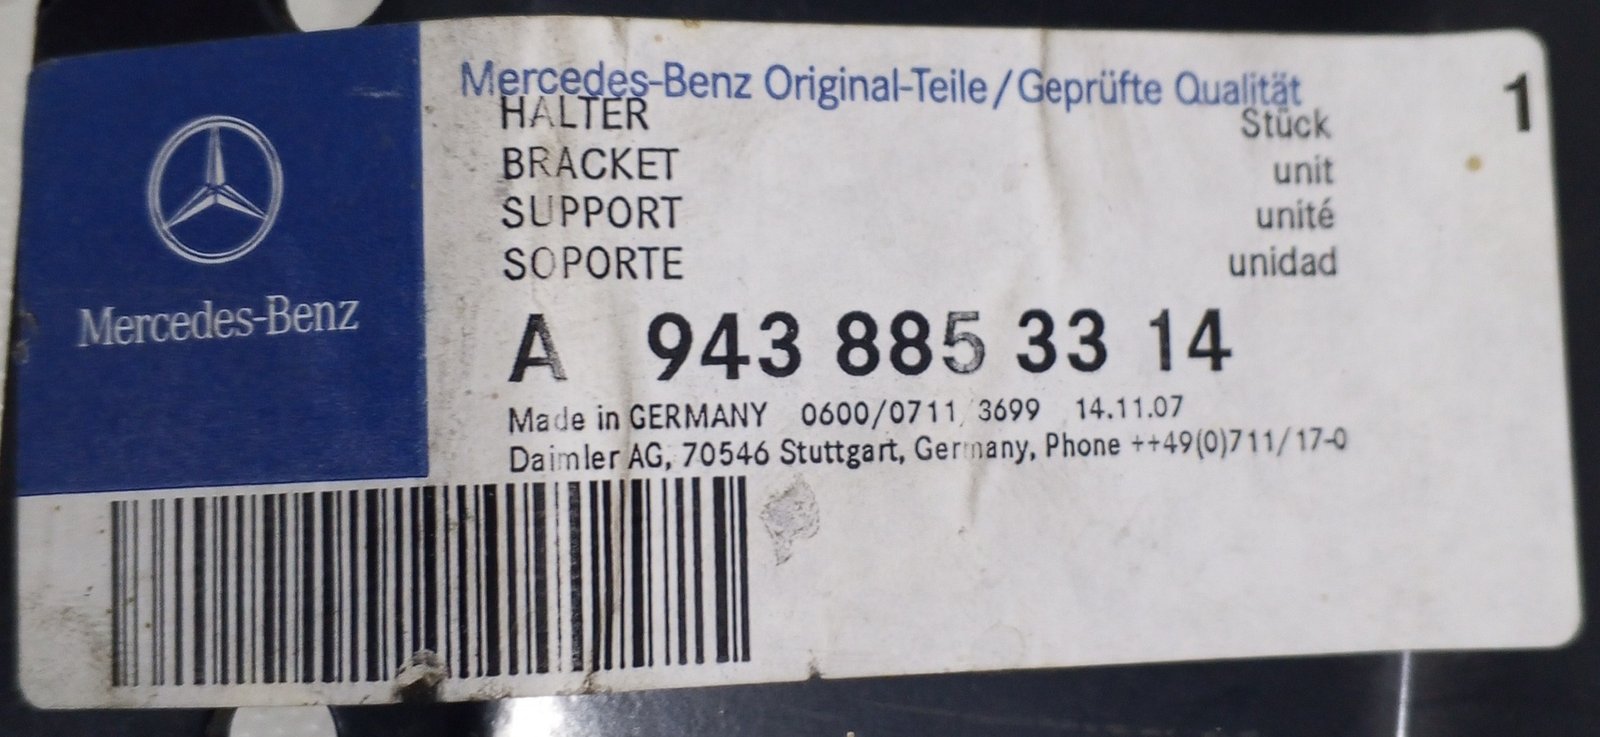 Mercedes-Benz
Mercedes-Benz Original-Teile/Geprüfte Qualität
HALTER Stück 1
BRACKET unit
SUPPORT unité
SOPORTE unidad
A 943 885 33 14
Made in GERMANY 0600/0711/3699 14.11.07
Daimler AG, 70546 Stuttgart, Germany, Phone ++49(0)711/17-0